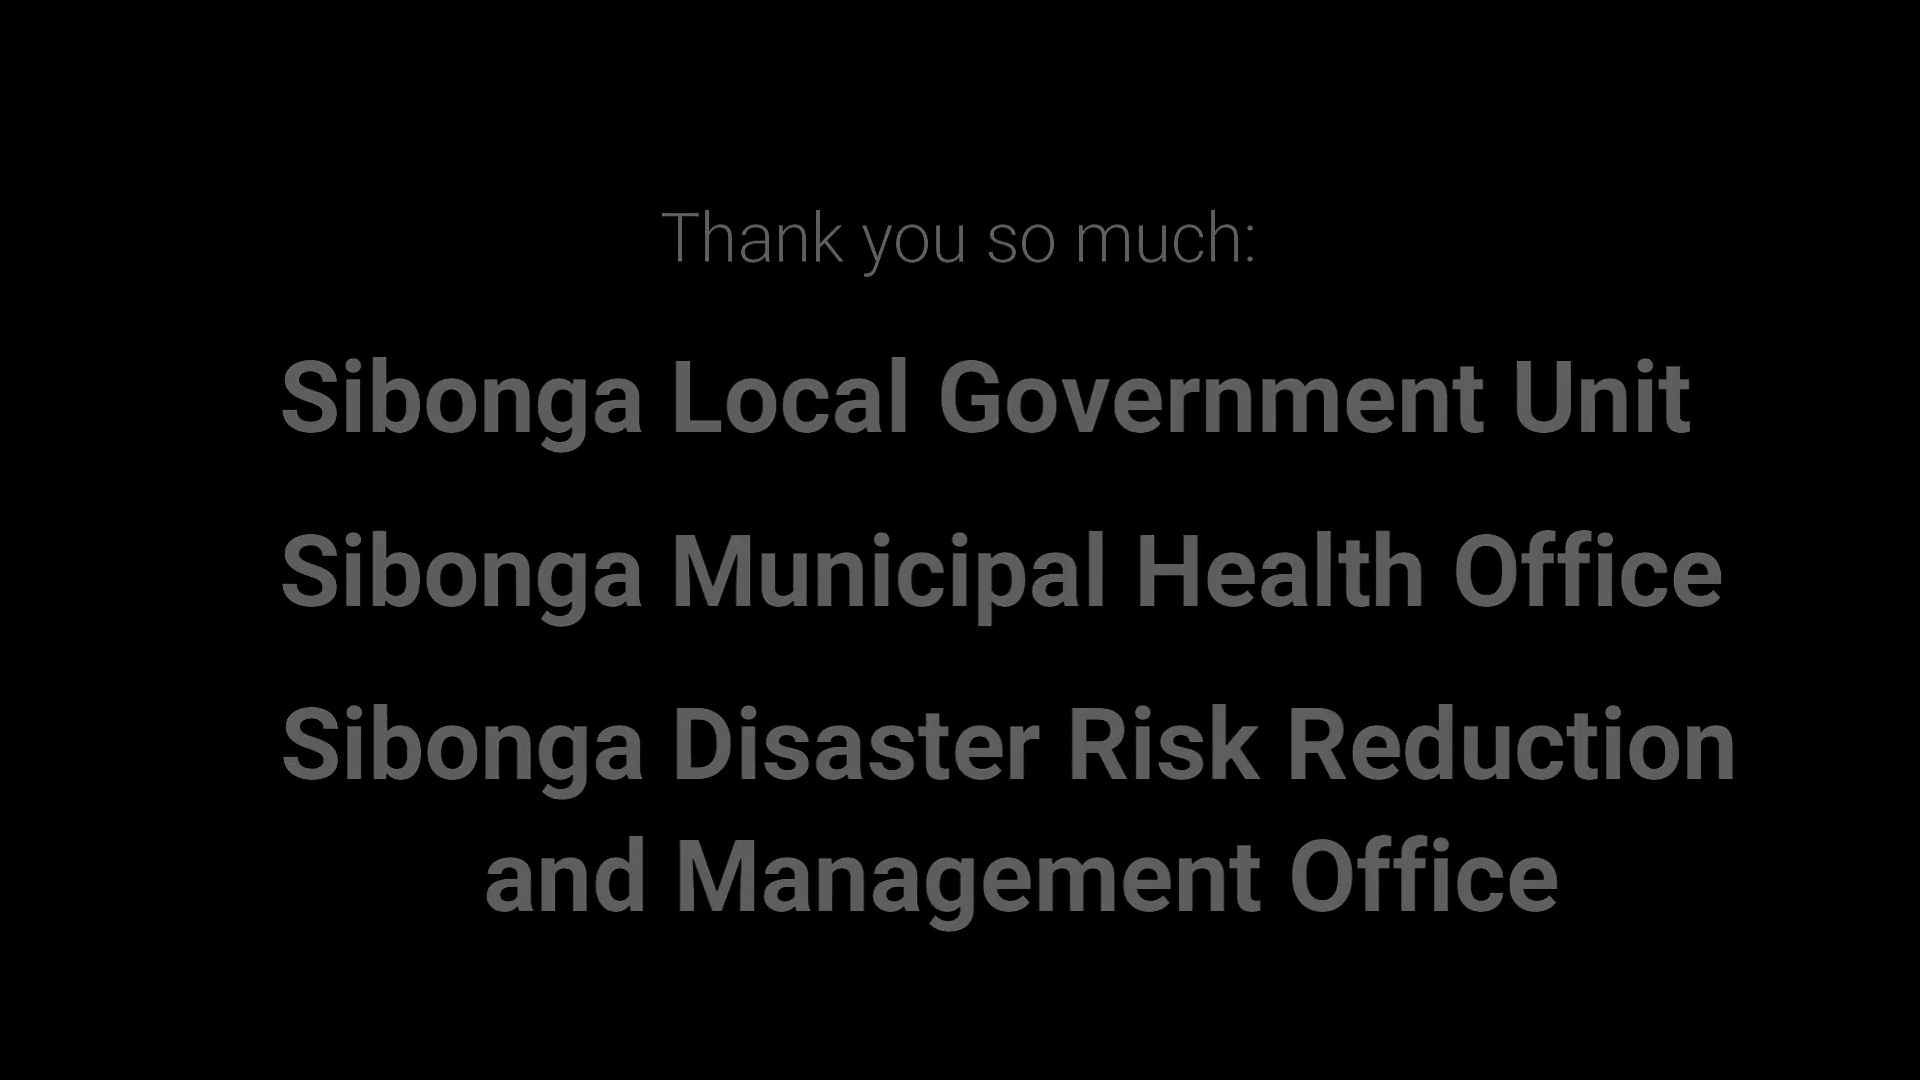 Thank you so much:
Sibonga Local Government Unit
Sibonga Municipal Health Office
Sibonga Disaster Risk Reduction
and Management Office